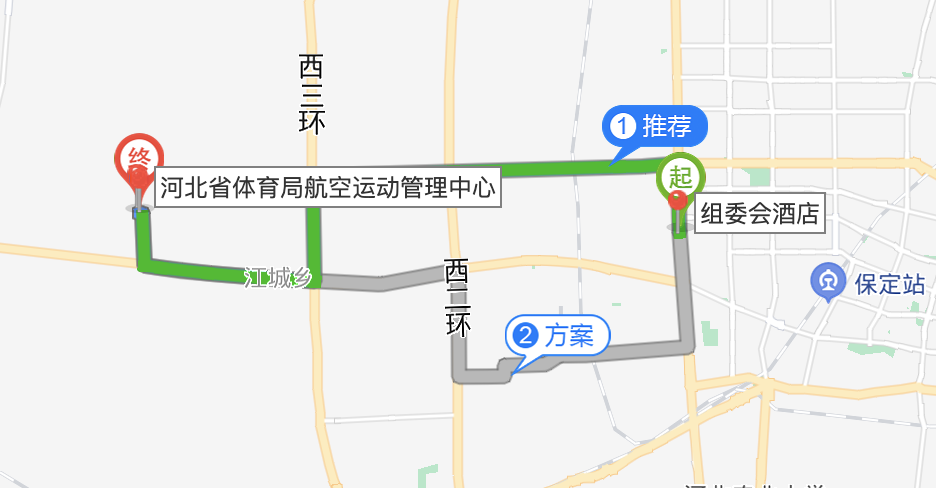 西三环
1 推荐
终
起
河北省体育局航空运动管理中心
组委会酒店
江城乡
西二环
保定站
2 方案